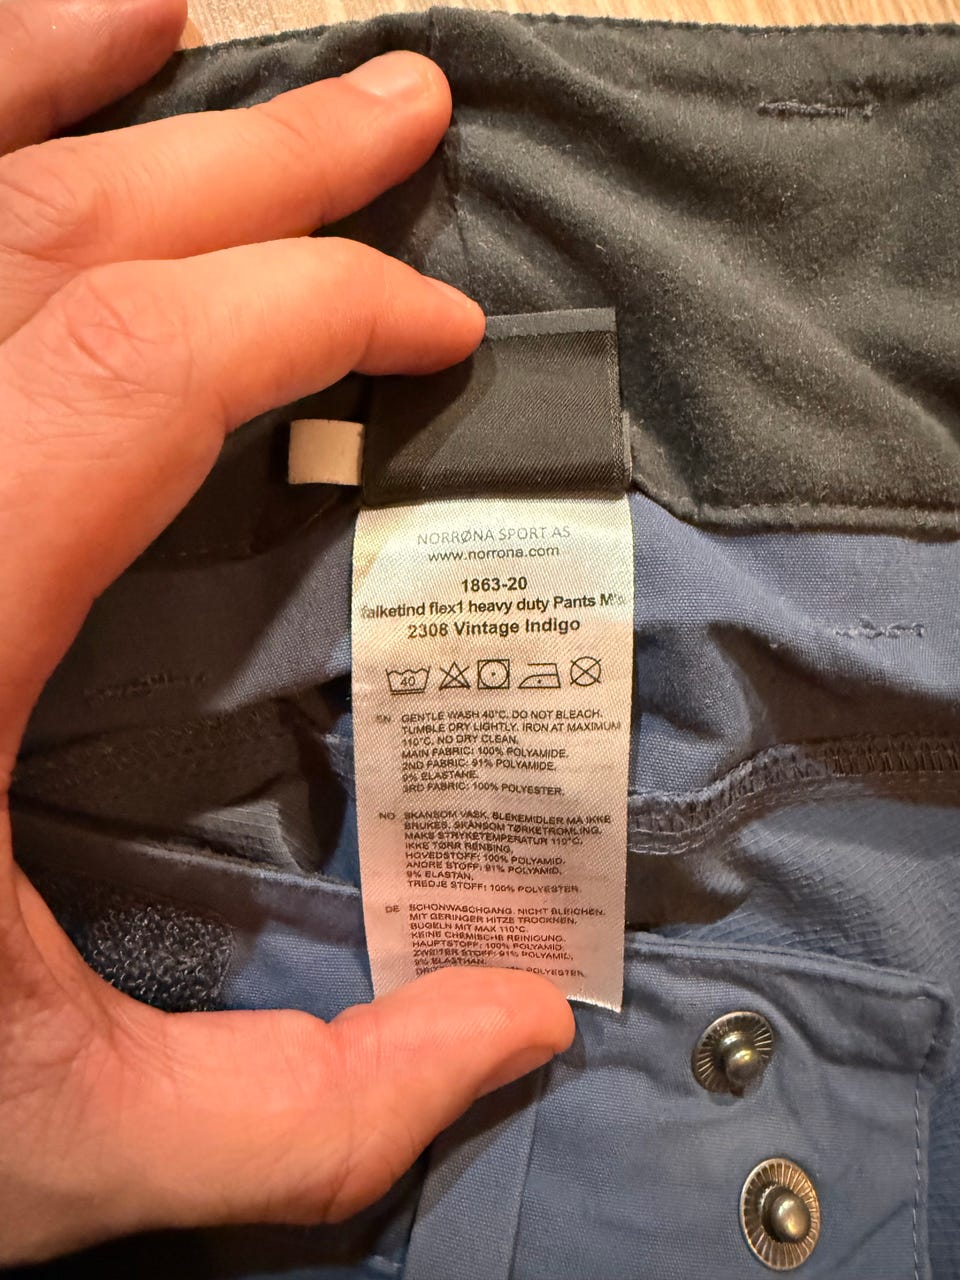 NORRØNA SPORT AS
www.norrona.com
1863-20
falketind flex1 heavy duty Pants M's
2308 Vintage Indigo
40
EN GENTLE WASH 40°C. DO NOT BLEACH.
TUMBLE DRY LIGHTLY. IRON AT MAXIMUM
110°C. NO DRY CLEAN.
MAIN FABRIC: 100% POLYAMIDE.
2ND FABRIC: 91% POLYAMIDE,
9% ELASTANE.
3RD FABRIC: 100% POLYESTER.
NO SKÅNSOM VASK. BLEKEMIDLER MÅ IKKE
BRUKES. SKÅNSOM TØRKETROMLING.
MAKS STRYKETEMPERATUR 110°C.
IKKE TØRR RENSING.
HOVEDSTOFF: 100% POLYAMID.
ANDRE STOFF: 91% POLYAMID,
9% ELASTAN.
TREDJE STOFF: 100% POLYESTER.
DE SCHONWASCHGANG. NICHT BLEICHEN.
MIT GERINGER HITZE TROCKNEN.
BÜGELN MIT MAX 110°C.
KEINE CHEMISCHE REINIGUNG.
HAUPTSTOFF: 100% POLYAMID.
ZWEITER STOFF: 91% POLYAMID,
9% ELASTHAN.
POLYESTER.